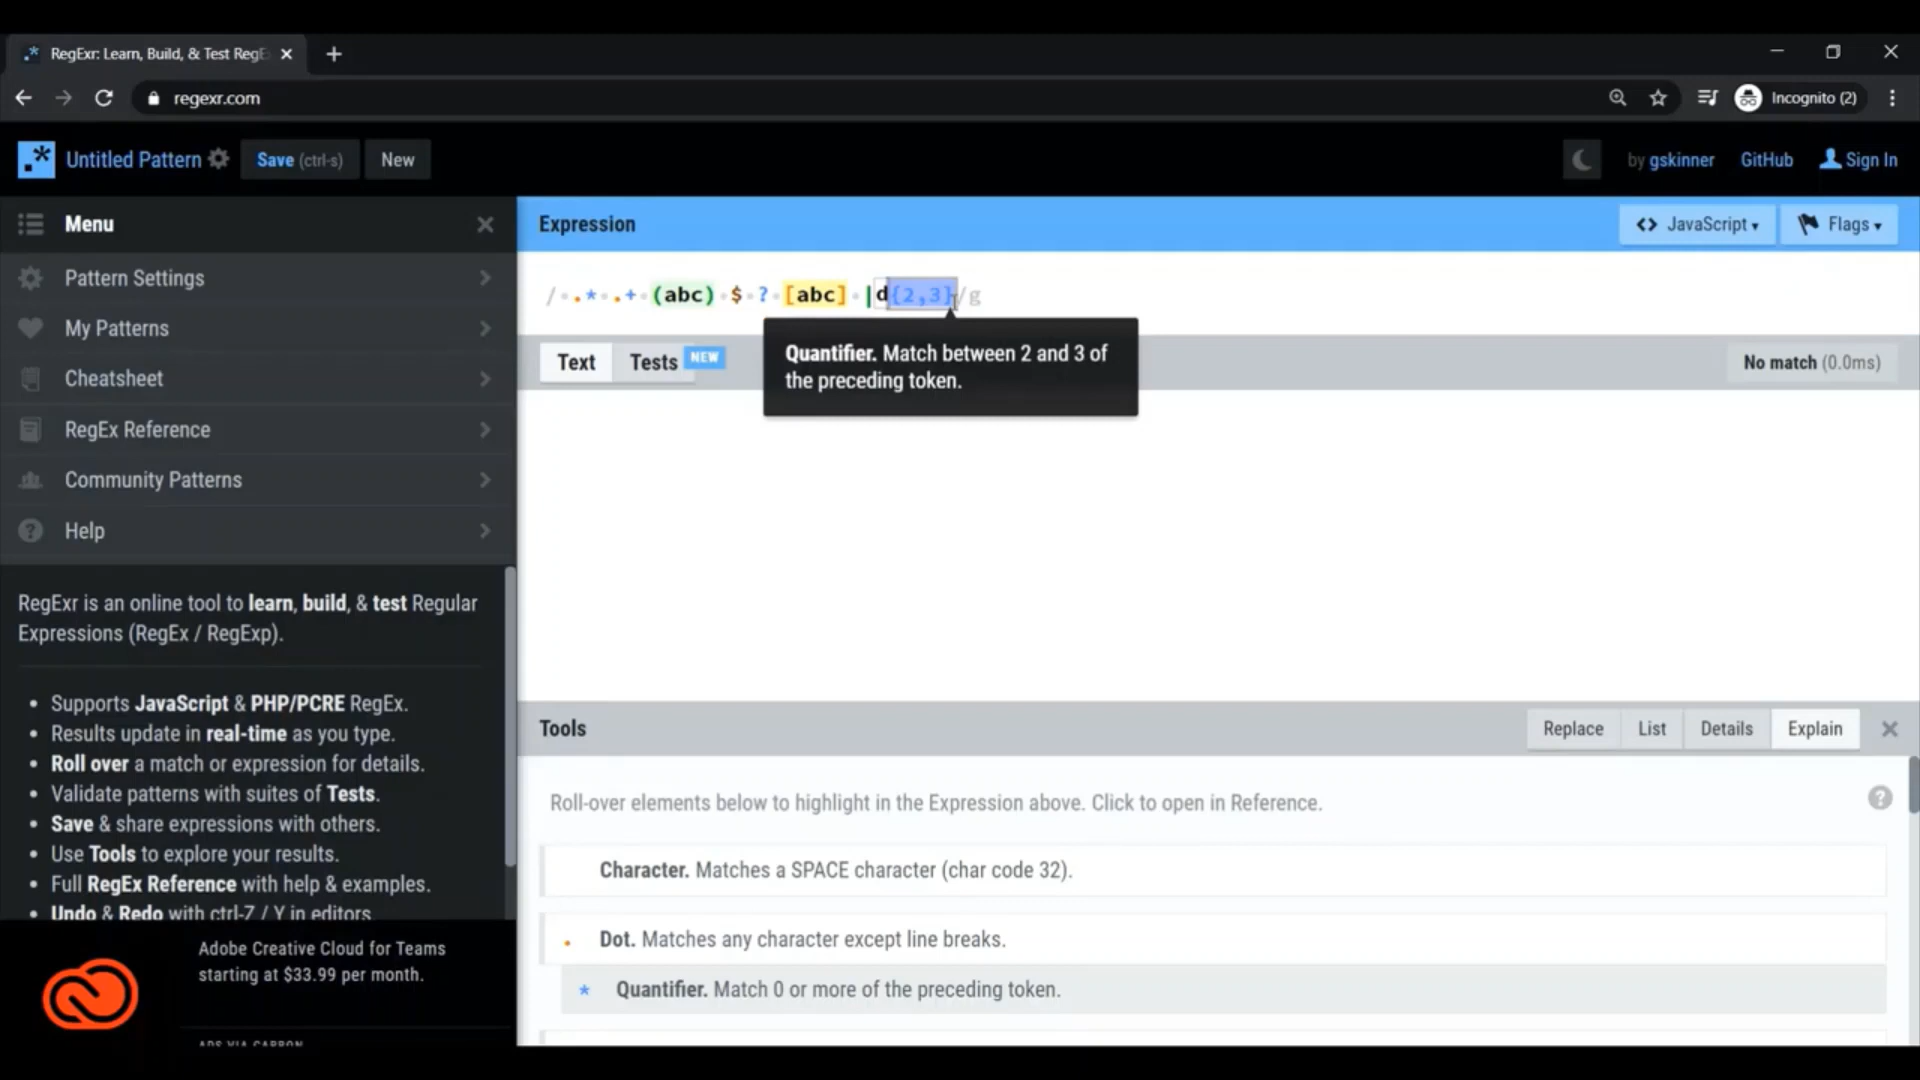 RegExr: Learn, Build, & Test RegE
regexr.com
Incognito (2)
.*
Untitled Pattern
Save (ctrl-s)
New
by gskinner
GitHub
Sign In
Menu
Pattern Settings
My Patterns
Cheatsheet
RegEx Reference
Community Patterns
Help
RegExr is an online tool to learn, build, & test Regular
Expressions (RegEx / RegExp).
• Supports JavaScript & PHP/PCRE RegEx.
• Results update in real-time as you type.
• Roll over a match or expression for details.
• Validate patterns with suites of Tests.
• Save & share expressions with others.
• Use Tools to explore your results.
• Full RegEx Reference with help & examples.
• Undo & Redo with ctrl-Z / Y in editors
Adobe Creative Cloud for Teams
starting at $33.99 per month.
ADS VIA CARBON
Expression
<> JavaScript
Flags
/ .* .+ (abc) $ ? [abc] |d{2,3}/g
Quantifier. Match between 2 and 3 of
the preceding token.
Text
Tests NEW
No match (0.0ms)
Tools
Replace
List
Details
Explain
Roll-over elements below to highlight in the Expression above. Click to open in Reference.
?
Character. Matches a SPACE character (char code 32).
. Dot. Matches any character except line breaks.
* Quantifier. Match 0 or more of the preceding token.